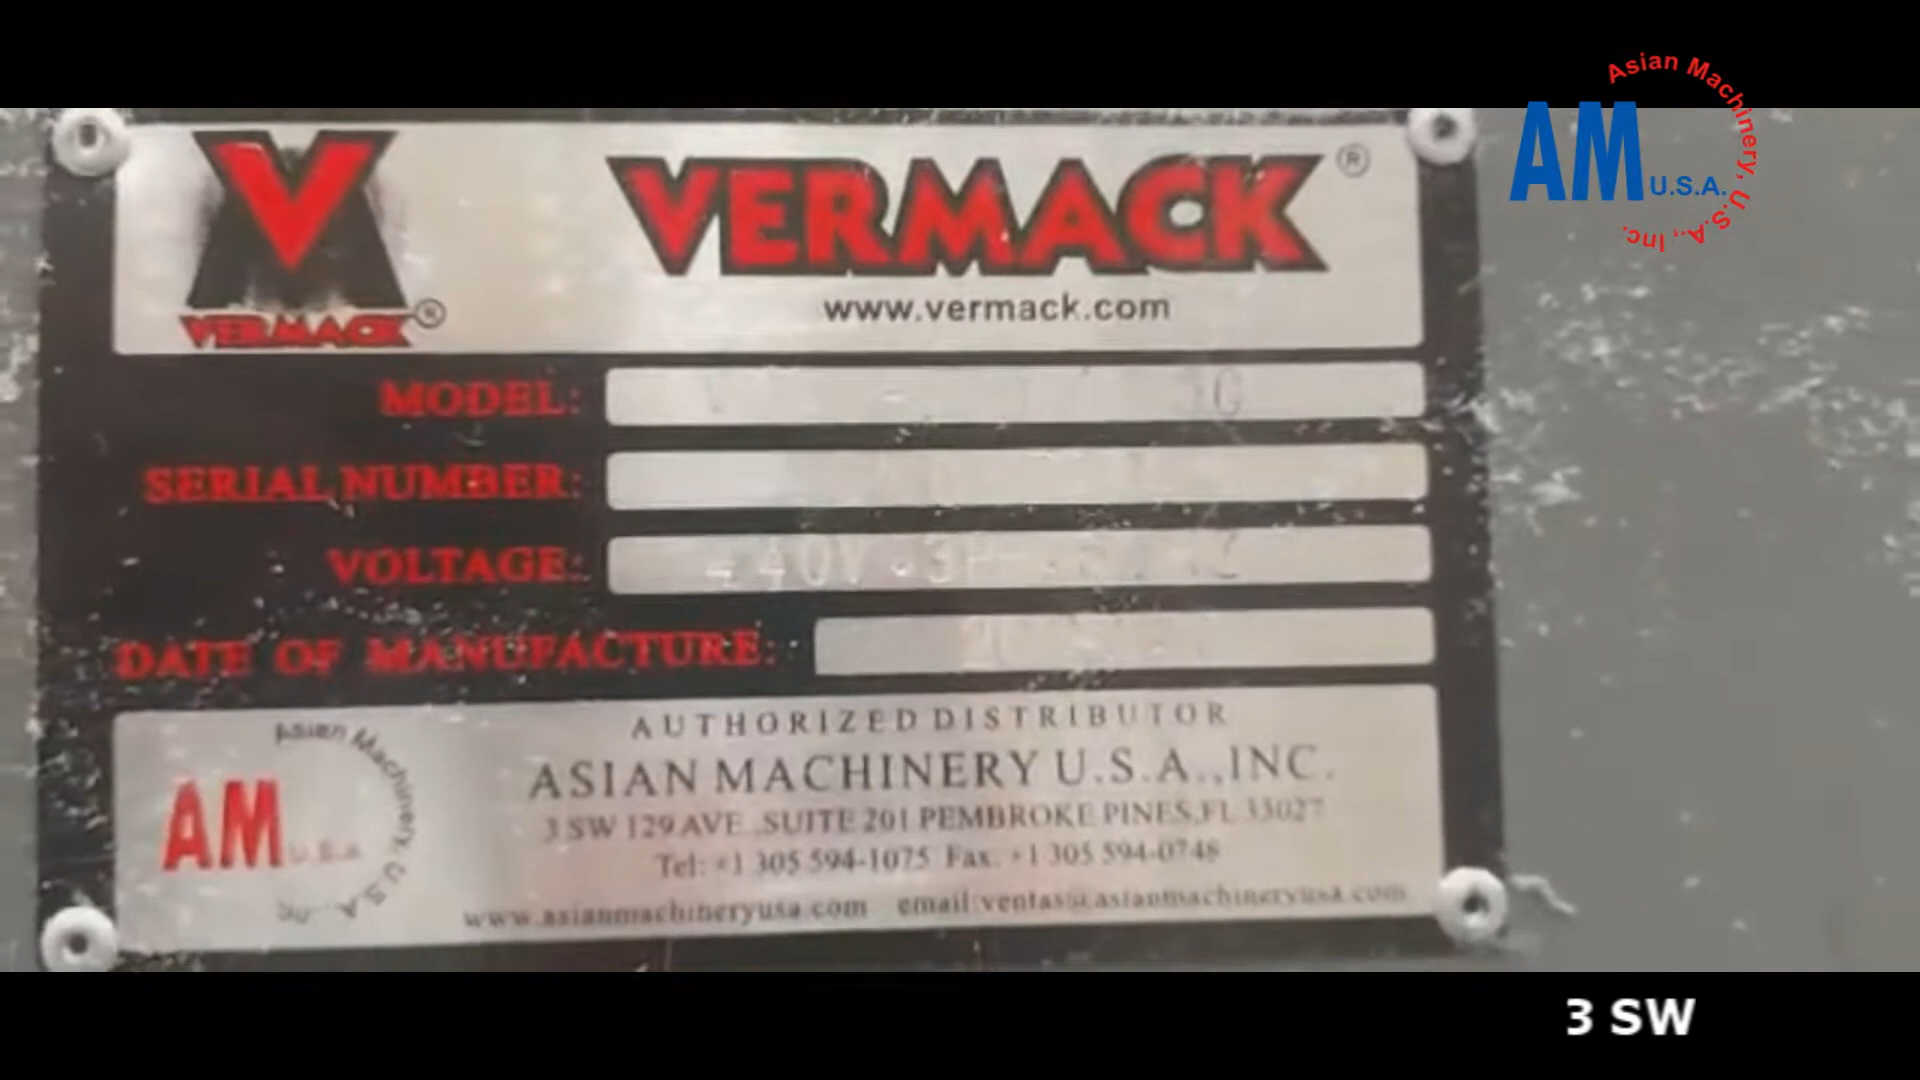 Asian Machinery, U.S.A., Inc.
AM U.S.A.
V
VERMACK®
VERMACK®
www.vermack.com
MODEL:
SERIAL NUMBER:
VOLTAGE:
DATE OF MANUFACTURE:
Asian Machinery, U.S.A.
AM U.S.A
AUTHORIZED DISTRIBUTOR
ASIAN MACHINERY U.S.A.,INC.
3 SW 129 AVE ,SUITE 201 PEMBROKE PINES,FL 33027
Tel: +1 305 594-1075 Fax: +1 305 594-0748
www.asianmachineryusa.com email:ventas@asianmachineryusa.com
3 SW